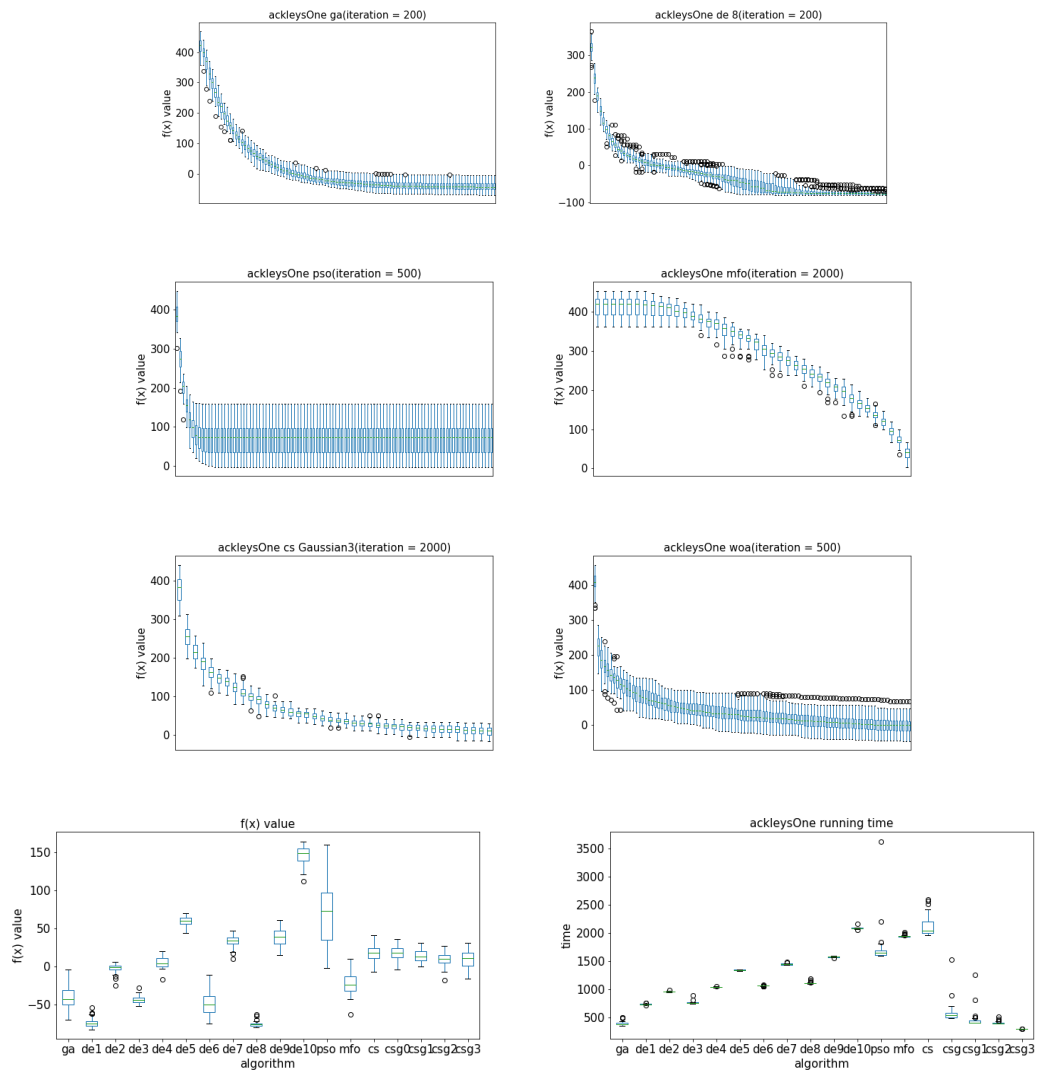 ackleysOne ga(iteration = 200)
f(x) value
400
300
200
100
0
ackleysOne de 8(iteration = 200)
f(x) value
300
200
100
0
−100
ackleysOne pso(iteration = 500)
f(x) value
400
300
200
100
0
ackleysOne mfo(iteration = 2000)
f(x) value
400
300
200
100
0
ackleysOne cs Gaussian3(iteration = 2000)
f(x) value
400
300
200
100
0
ackleysOne woa(iteration = 500)
f(x) value
400
300
200
100
0
f(x) value
f(x) value
150
100
50
0
−50
ga de1 de2 de3 de4 de5 de6 de7 de8 de9 de10 pso mfo cs csg0 csg1 csg2 csg3
algorithm
ackleysOne running time
time
3500
3000
2500
2000
1500
1000
500
ga de1 de2 de3 de4 de5 de6 de7 de8 de9 de10 pso mfo cs csg csg1 csg2 csg3
algorithm